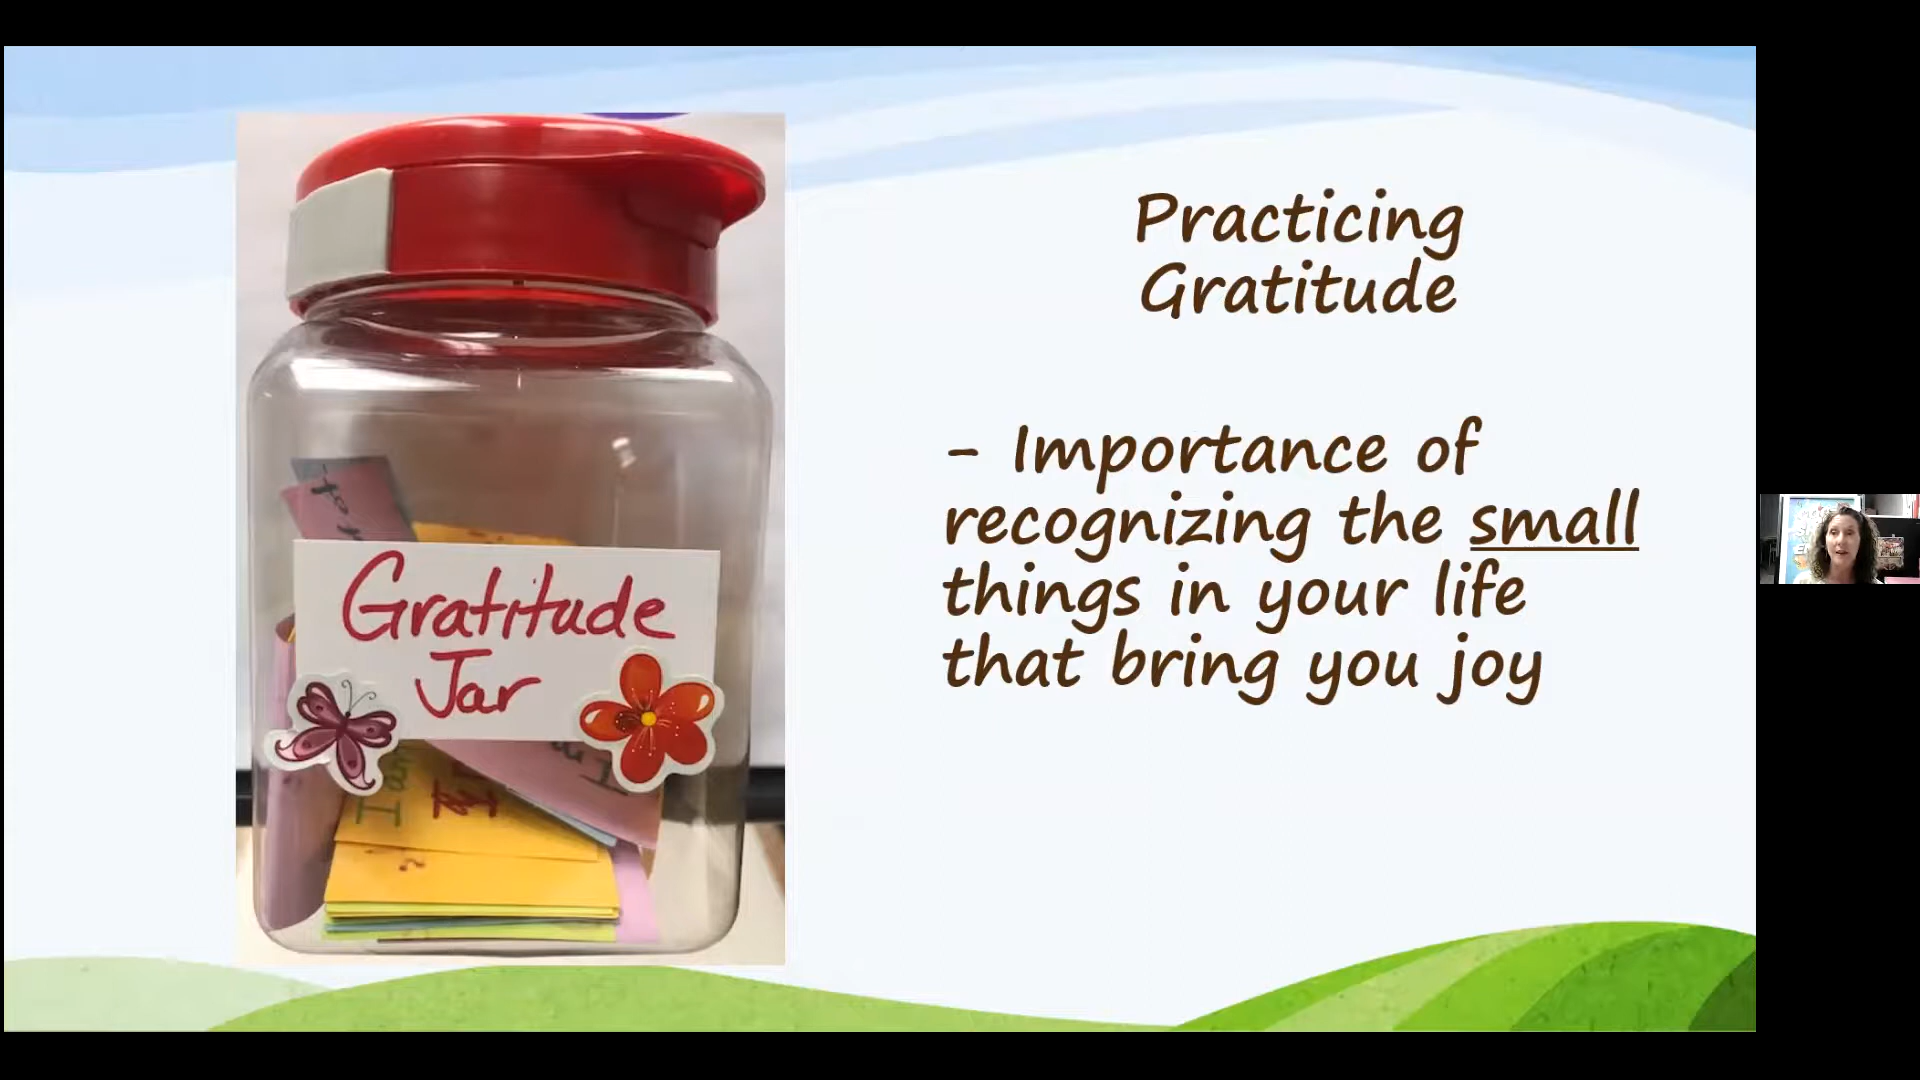 Practicing
Gratitude
- Importance of
recognizing the small
things in your life
that bring you joy
Gratitude
Jar